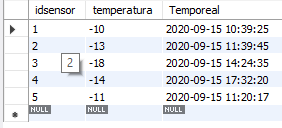 idsensor temperatura Temporeal
1 -10 2020-09-15 10:39:25
2 -13 2020-09-15 11:39:45
3 -18 2020-09-15 14:24:35
2
4 -14 2020-09-15 17:32:20
5 -11 2020-09-15 11:20:17
NULL NULL NULL